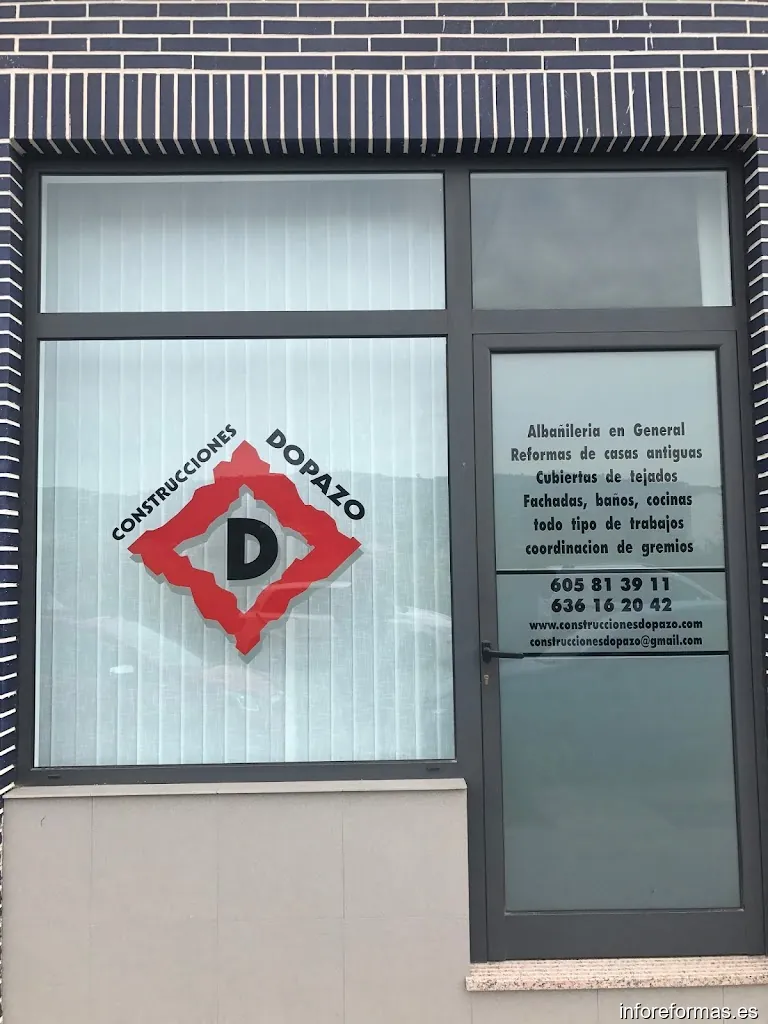 CONSTRUCCIONES DOPAZO
D
Albañileria en General
Reformas de casas antiguas
Cubiertas de tejados
Fachadas, baños, cocinas
todo tipo de trabajos
coordinacion de gremios
605 81 39 11
636 16 20 42
www.construccionesdopazo.com
construccionesdopazo@gmail.com
inforeformas.es